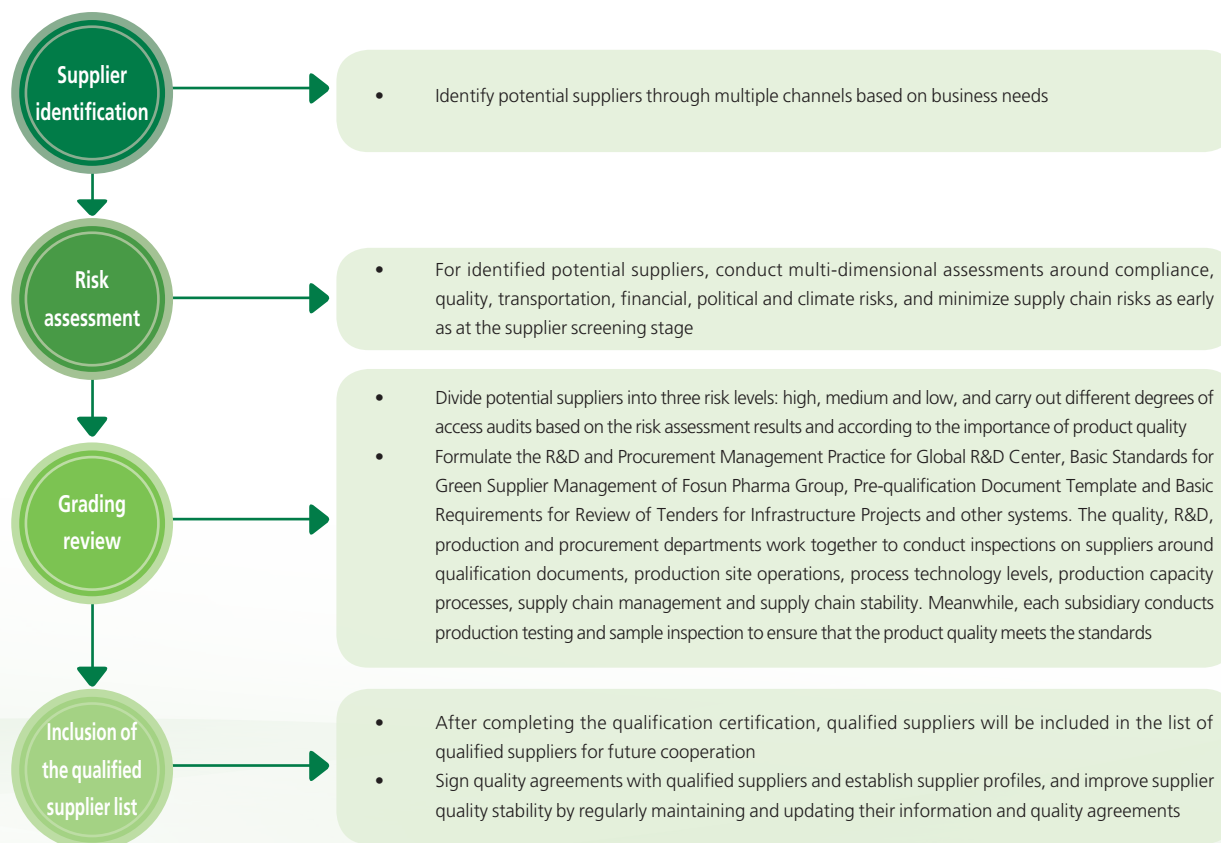 Supplier
identification
• Identify potential suppliers through multiple channels based on business needs
Risk
assessment
• For identified potential suppliers, conduct multi-dimensional assessments around compliance,
quality, transportation, financial, political and climate risks, and minimize supply chain risks as early
as at the supplier screening stage
Grading
review
• Divide potential suppliers into three risk levels: high, medium and low, and carry out different degrees of
access audits based on the risk assessment results and according to the importance of product quality
• Formulate the R&D and Procurement Management Practice for Global R&D Center, Basic Standards for
Green Supplier Management of Fosun Pharma Group, Pre-qualification Document Template and Basic
Requirements for Review of Tenders for Infrastructure Projects and other systems. The quality, R&D,
production and procurement departments work together to conduct inspections on suppliers around
qualification documents, production site operations, process technology levels, production capacity
processes, supply chain management and supply chain stability. Meanwhile, each subsidiary conducts
production testing and sample inspection to ensure that the product quality meets the standards
Inclusion of
the qualified
supplier list
• After completing the qualification certification, qualified suppliers will be included in the list of
qualified suppliers for future cooperation
• Sign quality agreements with qualified suppliers and establish supplier profiles, and improve supplier
quality stability by regularly maintaining and updating their information and quality agreements